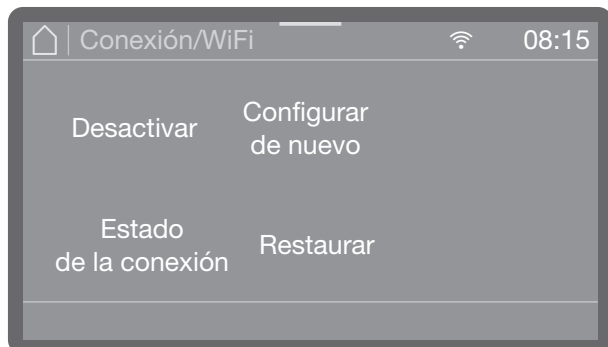 Conexión/WiFi 08:15
Desactivar
Configurar
de nuevo
Estado
de la conexión
Restaurar